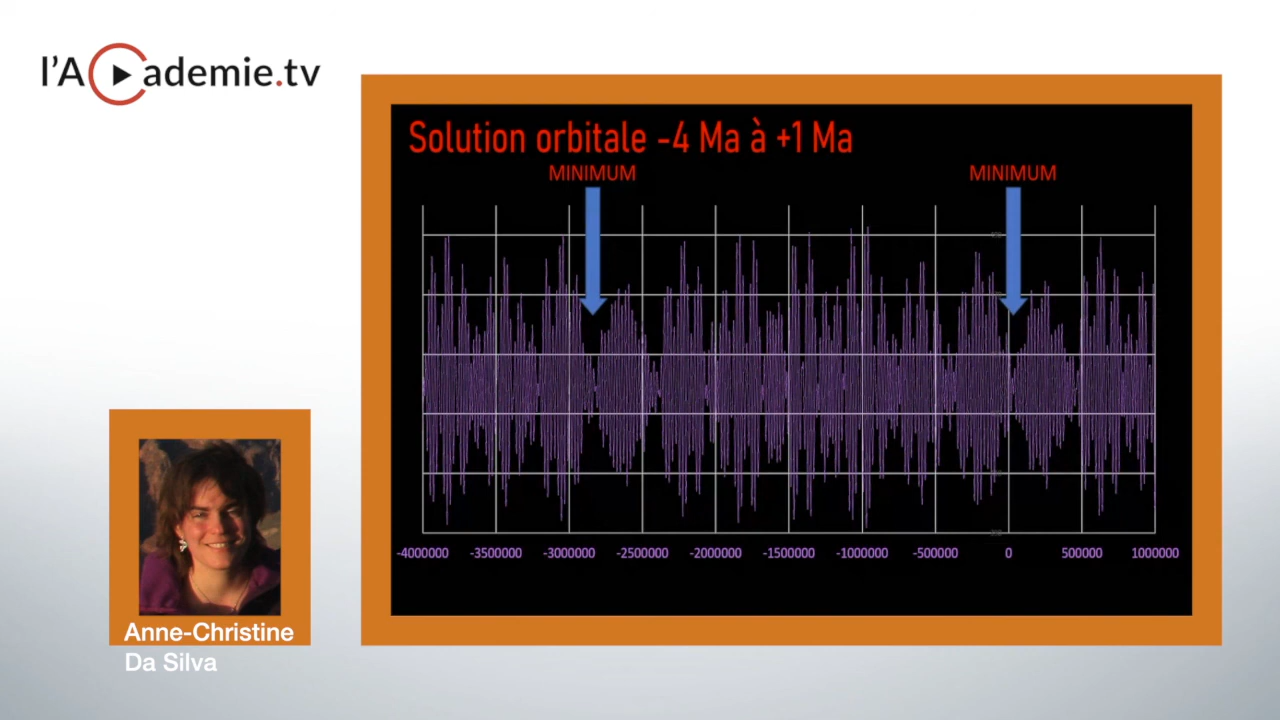 l'Académie.tv
Solution orbitale -4 Ma à +1 Ma
MINIMUM MINIMUM
-4000000 -3500000 -3000000 -2500000 -2000000 -1500000 -1000000 -500000 0 500000 1000000
Anne-Christine
Da Silva